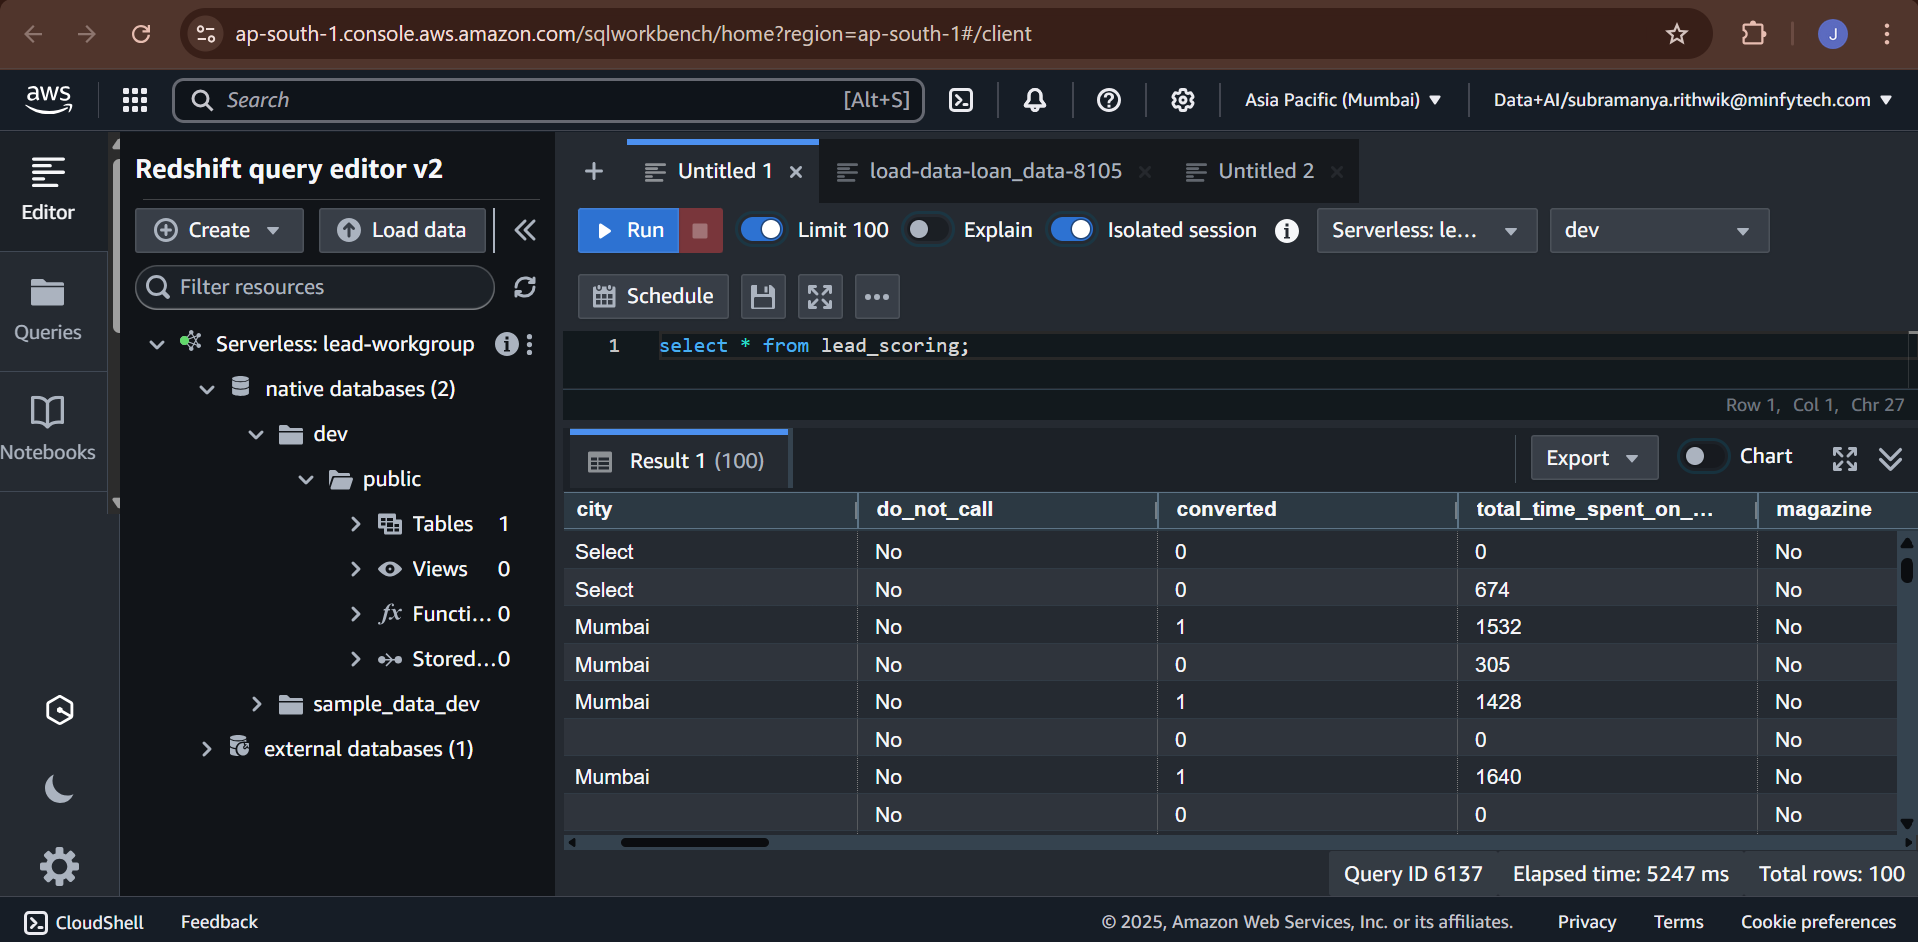 ap-south-1.console.aws.amazon.com/sqlworkbench/home?region=ap-south-1#/client
J
aws
Search [Alt+S]
Asia Pacific (Mumbai)
Data+AI/subramanya.rithwik@minfytech.com
Editor
Queries
Notebooks
Redshift query editor v2
Create
Load data
Filter resources
Serverless: lead-workgroup
native databases (2)
dev
public
Tables 1
Views 0
fx Functi... 0
Stored...0
sample_data_dev
external databases (1)
Untitled 1
load-data-loan_data-8105
Untitled 2
Run
Limit 100
Explain
Isolated session
Serverless: le...
dev
Schedule
1 select * from lead_scoring;
Row 1, Col 1, Chr 27
Result 1 (100)
Export
Chart
city do_not_call converted total_time_spent_on_... magazine
Select No 0 0 No
Select No 0 674 No
Mumbai No 1 1532 No
Mumbai No 0 305 No
Mumbai No 1 1428 No
No 0 0 No
Mumbai No 1 1640 No
No 0 0 No
Query ID 6137 Elapsed time: 5247 ms Total rows: 100
CloudShell Feedback
© 2025, Amazon Web Services, Inc. or its affiliates. Privacy Terms Cookie preferences